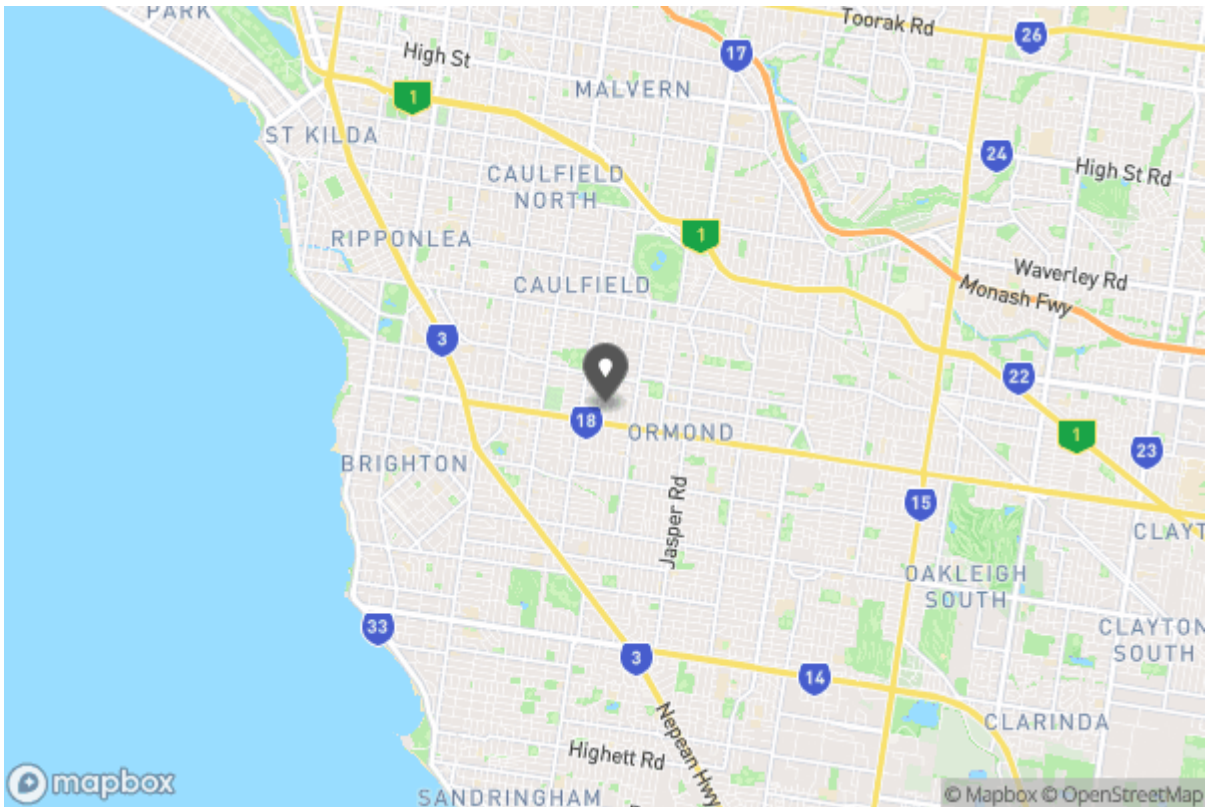 PARK
Toorak Rd
26
High St
17
MALVERN
1
ST KILDA
24
High St Rd
CAULFIELD
NORTH
RIPPONLEA
1
Waverley Rd
CAULFIELD
Monash Fwy
3
22
18
ORMOND
1
23
BRIGHTON
15
Jasper Rd
CLAYT
OAKLEIGH
SOUTH
33
CLAYTON
SOUTH
3
14
Nepean Hwy
CLARINDA
Highett Rd
mapbox
SANDRINGHAM
© Mapbox © OpenStreetMap